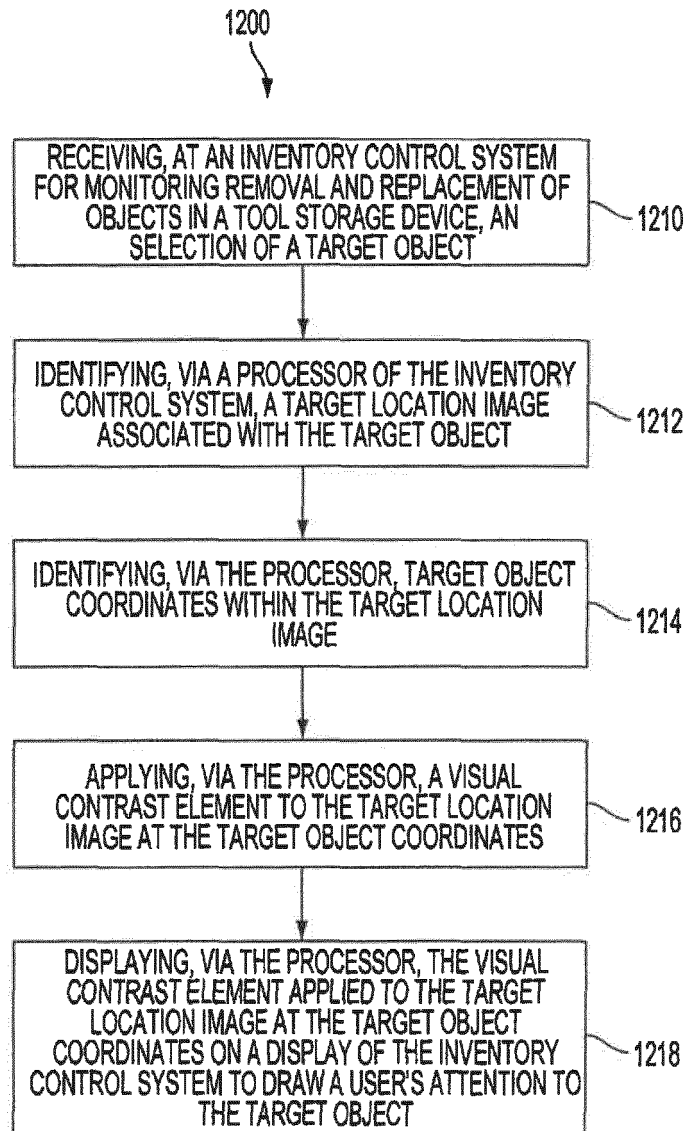 1200
RECEIVING, AT AN INVENTORY CONTROL SYSTEM
FOR MONITORING REMOVAL AND REPLACEMENT OF
OBJECTS IN A TOOL STORAGE DEVICE, AN
SELECTION OF A TARGET OBJECT
1210
IDENTIFYING, VIA A PROCESSOR OF THE INVENTORY
CONTROL SYSTEM, A TARGET LOCATION IMAGE
ASSOCIATED WITH THE TARGET OBJECT
1212
IDENTIFYING, VIA THE PROCESSOR, TARGET OBJECT
COORDINATES WITHIN THE TARGET LOCATION
IMAGE
1214
APPLYING, VIA THE PROCESSOR, A VISUAL
CONTRAST ELEMENT TO THE TARGET LOCATION
IMAGE AT THE TARGET OBJECT COORDINATES
1216
DISPLAYING, VIA THE PROCESSOR, THE VISUAL
CONTRAST ELEMENT APPLIED TO THE TARGET
LOCATION IMAGE AT THE TARGET OBJECT
COORDINATES ON A DISPLAY OF THE INVENTORY
CONTROL SYSTEM TO DRAW A USER'S ATTENTION TO
THE TARGET OBJECT
1218